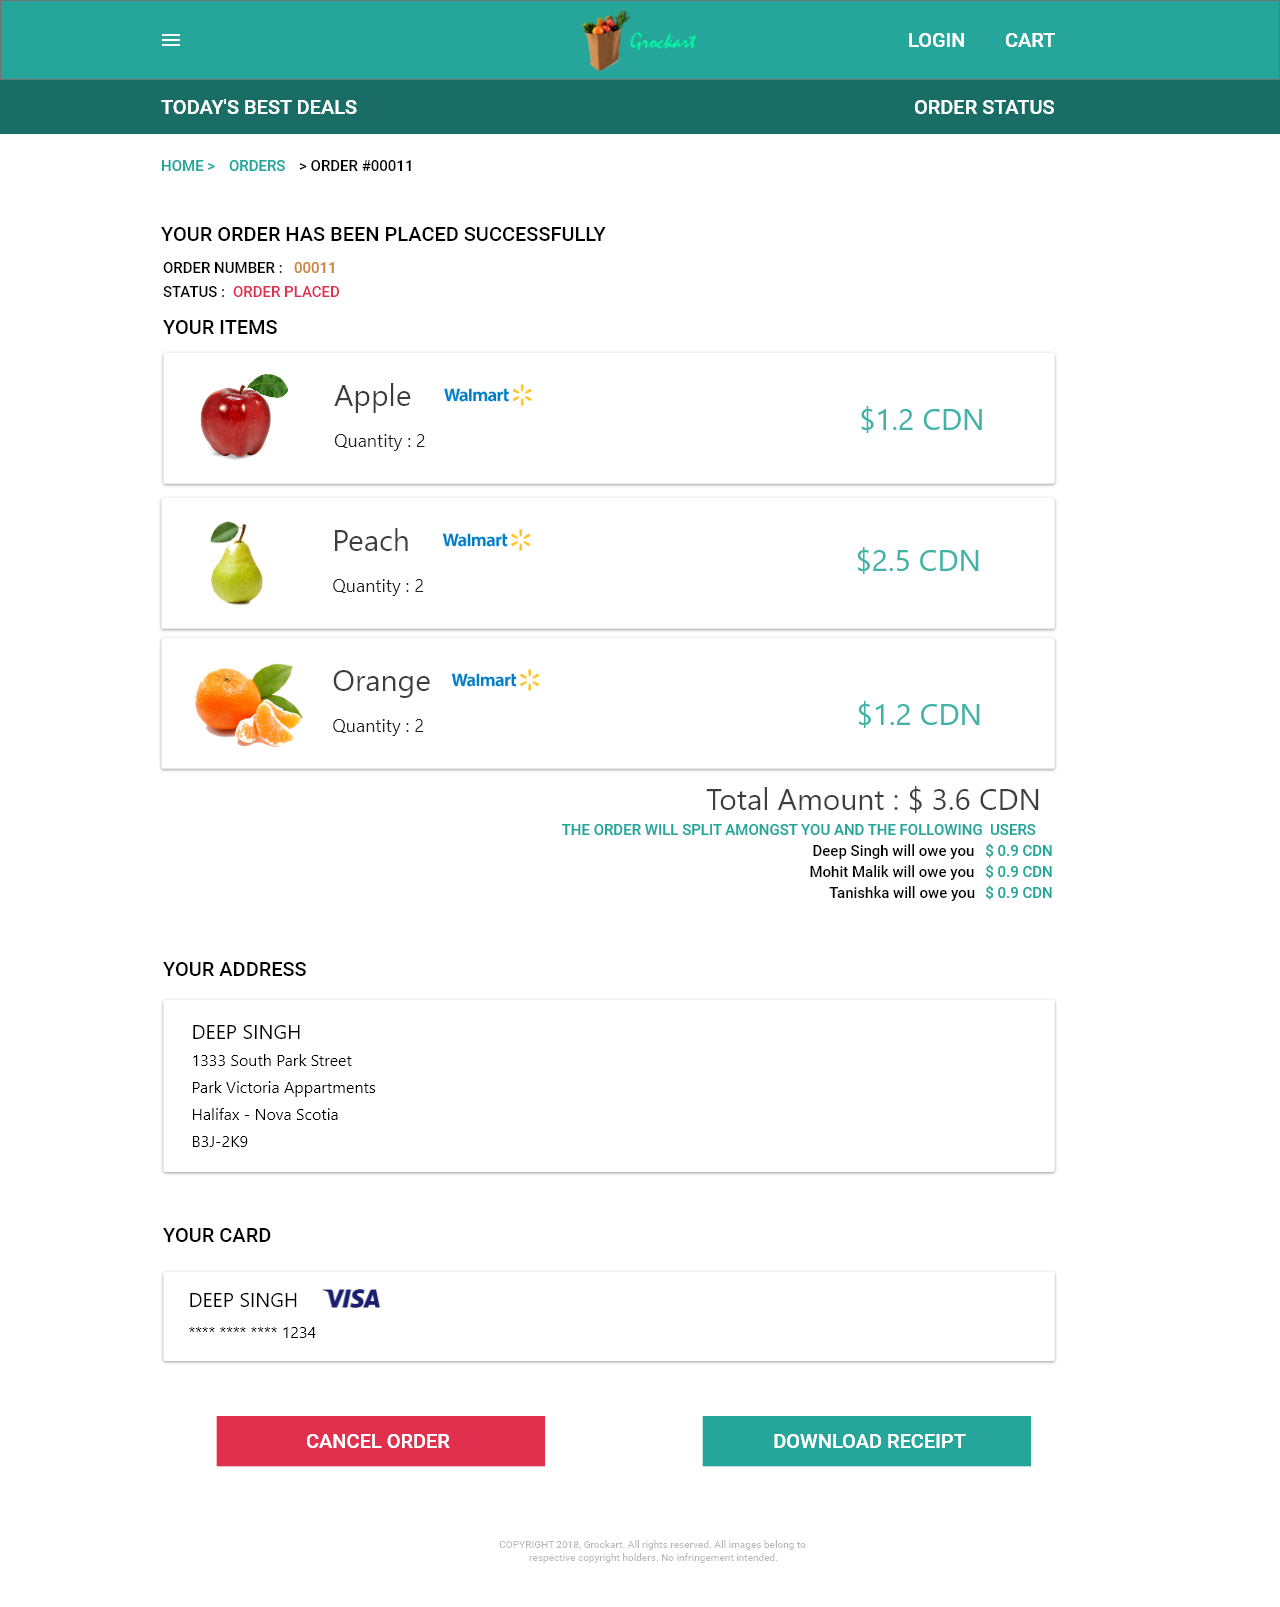 Grockart
LOGIN CART
TODAY'S BEST DEALS
ORDER STATUS
HOME > ORDERS > ORDER #00011
YOUR ORDER HAS BEEN PLACED SUCCESSFULLY
ORDER NUMBER : 00011
STATUS : ORDER PLACED
YOUR ITEMS
Apple Walmart
Quantity : 2
$1.2 CDN
Peach Walmart
Quantity : 2
$2.5 CDN
Orange Walmart
Quantity : 2
$1.2 CDN
Total Amount : $ 3.6 CDN
THE ORDER WILL SPLIT AMONGST YOU AND THE FOLLOWING USERS
Deep Singh will owe you $ 0.9 CDN
Mohit Malik will owe you $ 0.9 CDN
Tanishka will owe you $ 0.9 CDN
YOUR ADDRESS
DEEP SINGH
1333 South Park Street
Park Victoria Appartments
Halifax - Nova Scotia
B3J-2K9
YOUR CARD
DEEP SINGH VISA
**** **** **** 1234
CANCEL ORDER
DOWNLOAD RECEIPT
COPYRIGHT 2018, Grockart. All rights reserved. All images belong to
respective copyright holders. No infringement intended.